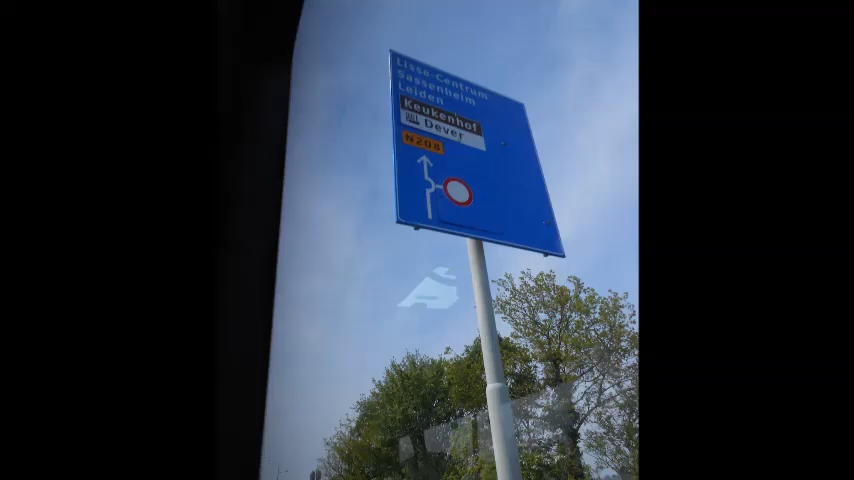 Lisse-Centrum
Sassenheim
Leiden
Keukenhof
Dever
N208